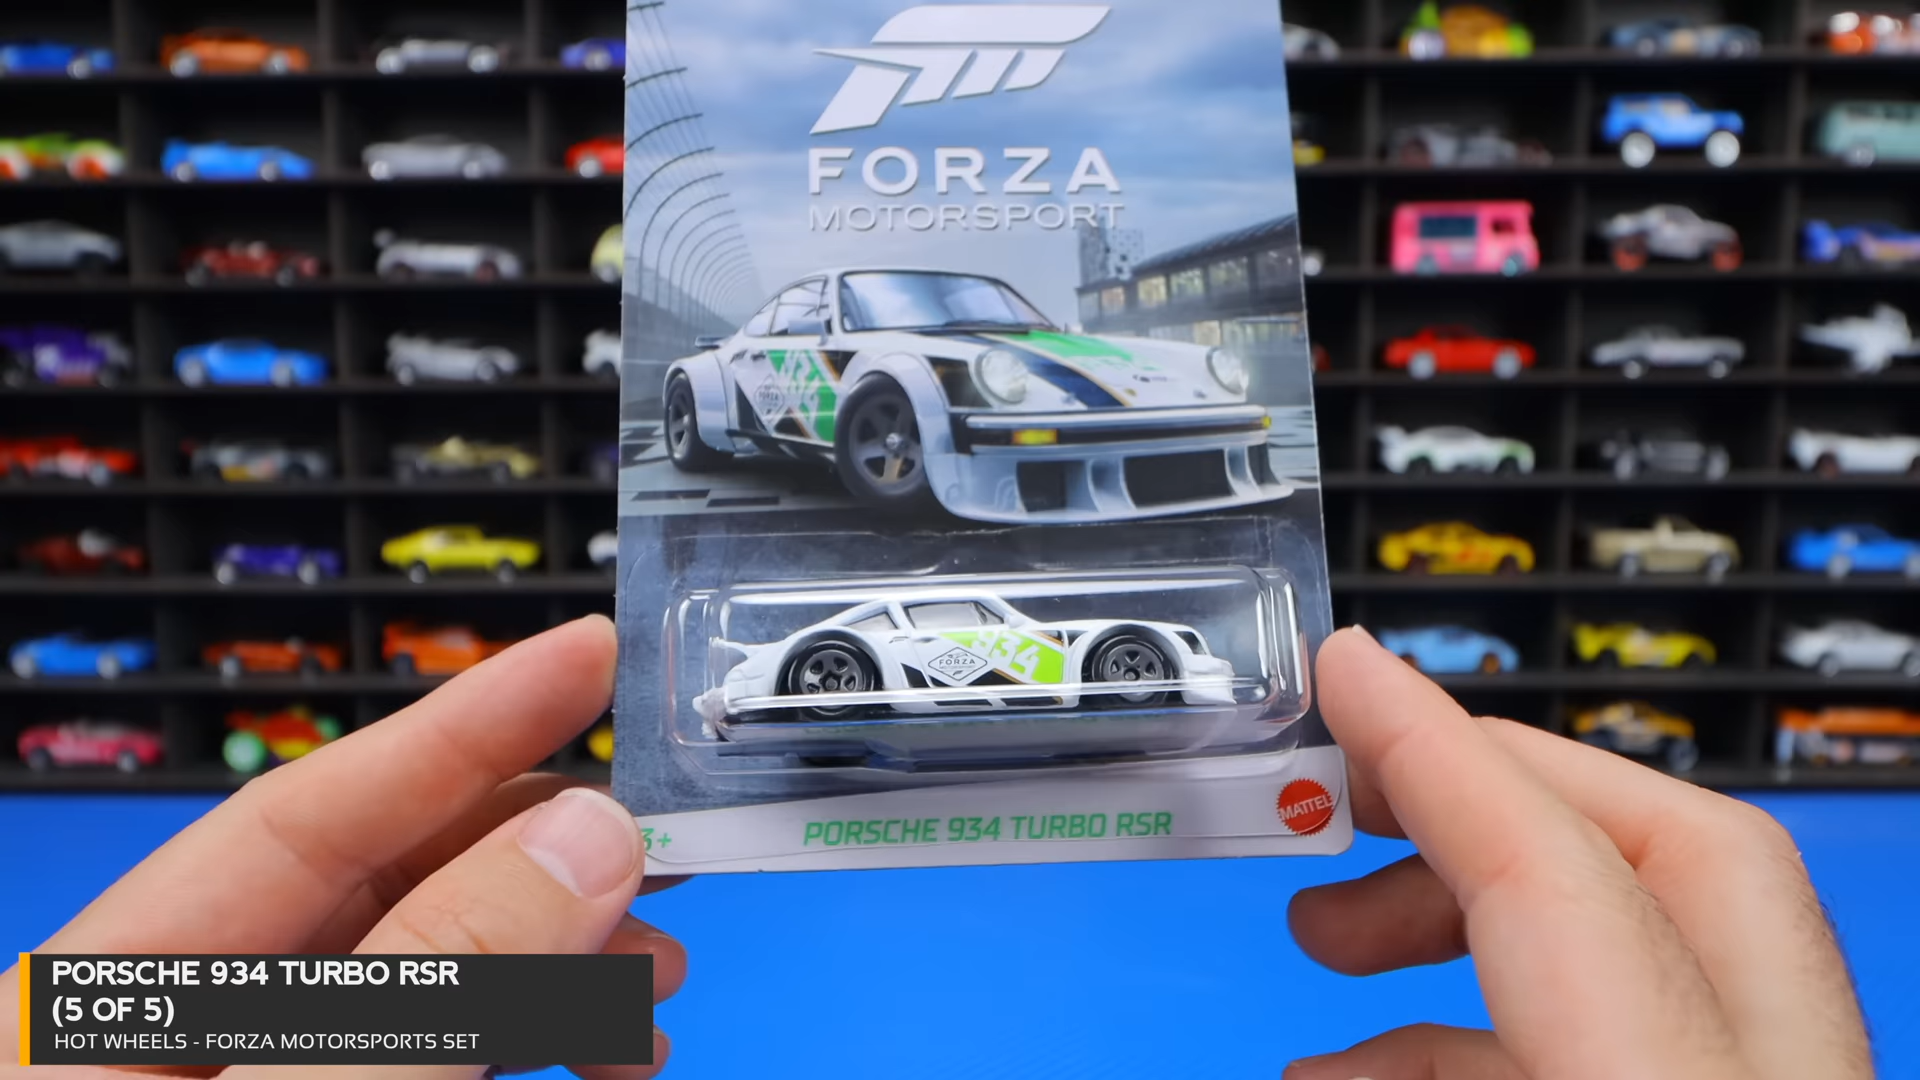 FORZA
MOTORSPORT
934
FORZA
MOTORSPORT
3+
PORSCHE 934 TURBO RSR
MATTEL
PORSCHE 934 TURBO RSR
(5 OF 5)
HOT WHEELS - FORZA MOTORSPORTS SET